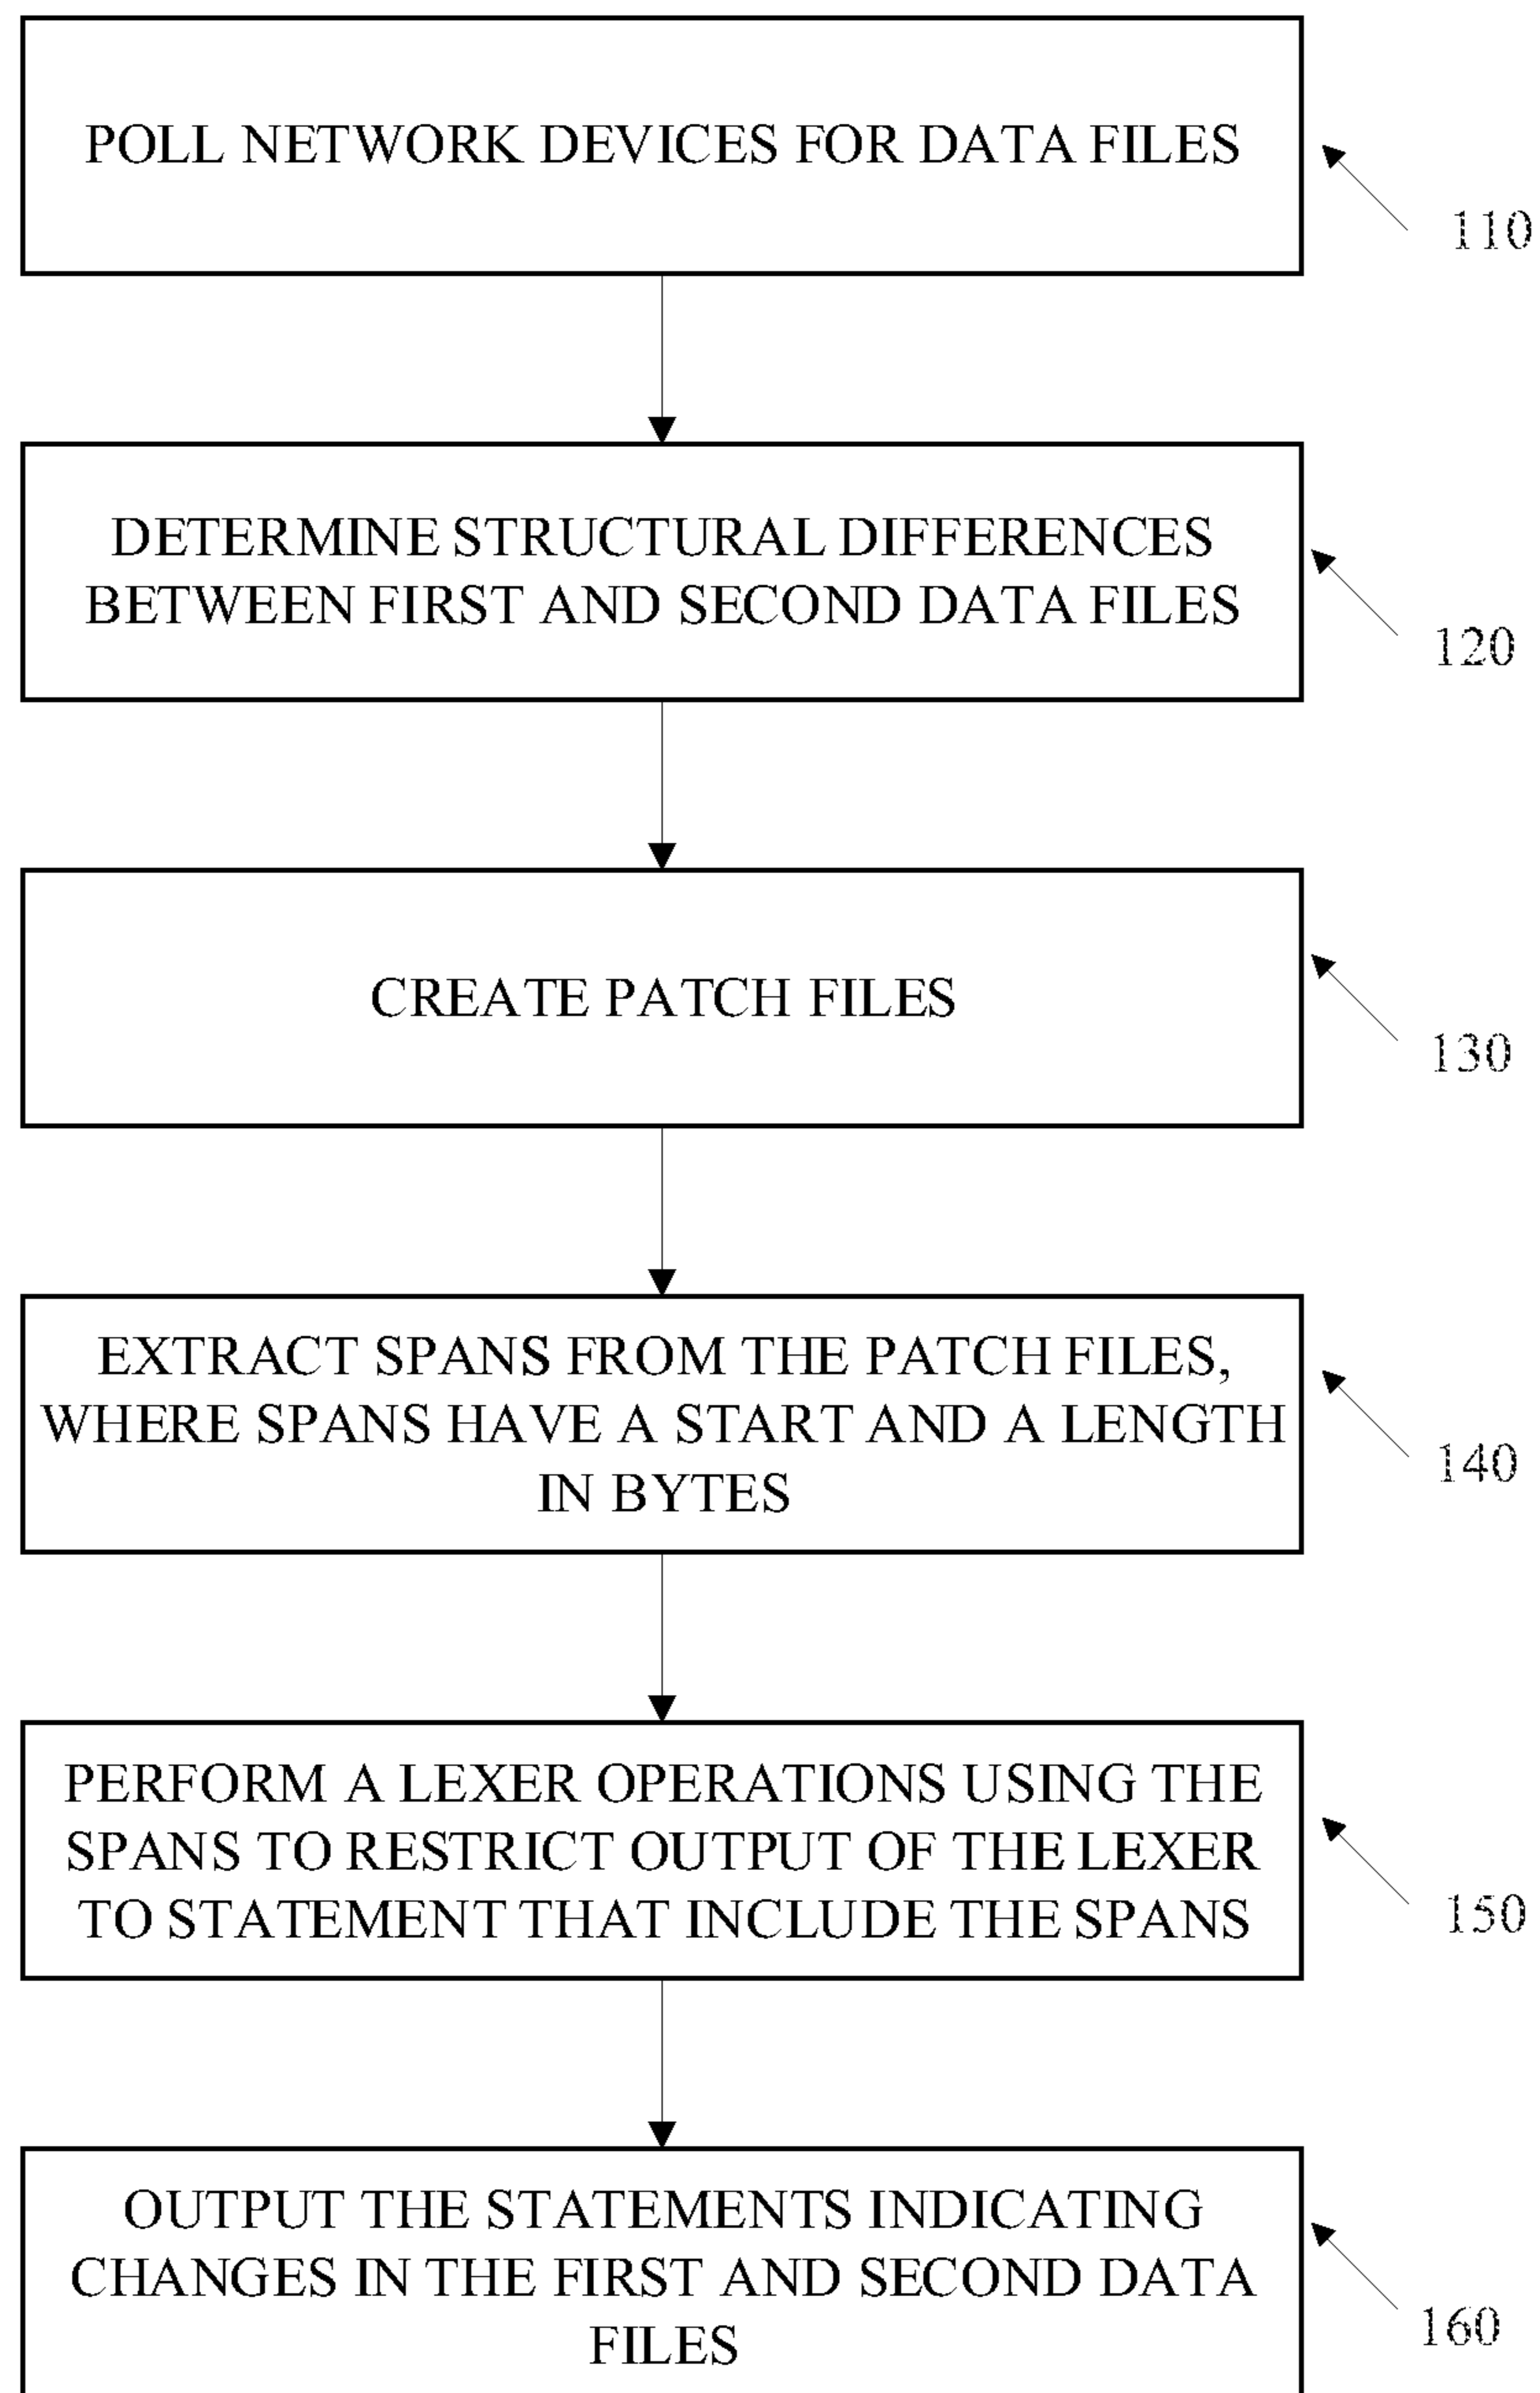 POLL NETWORK DEVICES FOR DATA FILES
110
DETERMINE STRUCTURAL DIFFERENCES
BETWEEN FIRST AND SECOND DATA FILES
120
CREATE PATCH FILES
130
EXTRACT SPANS FROM THE PATCH FILES,
WHERE SPANS HAVE A START AND A LENGTH
IN BYTES
140
PERFORM A LEXER OPERATIONS USING THE
SPANS TO RESTRICT OUTPUT OF THE LEXER
TO STATEMENT THAT INCLUDE THE SPANS
150
OUTPUT THE STATEMENTS INDICATING
CHANGES IN THE FIRST AND SECOND DATA
FILES
160